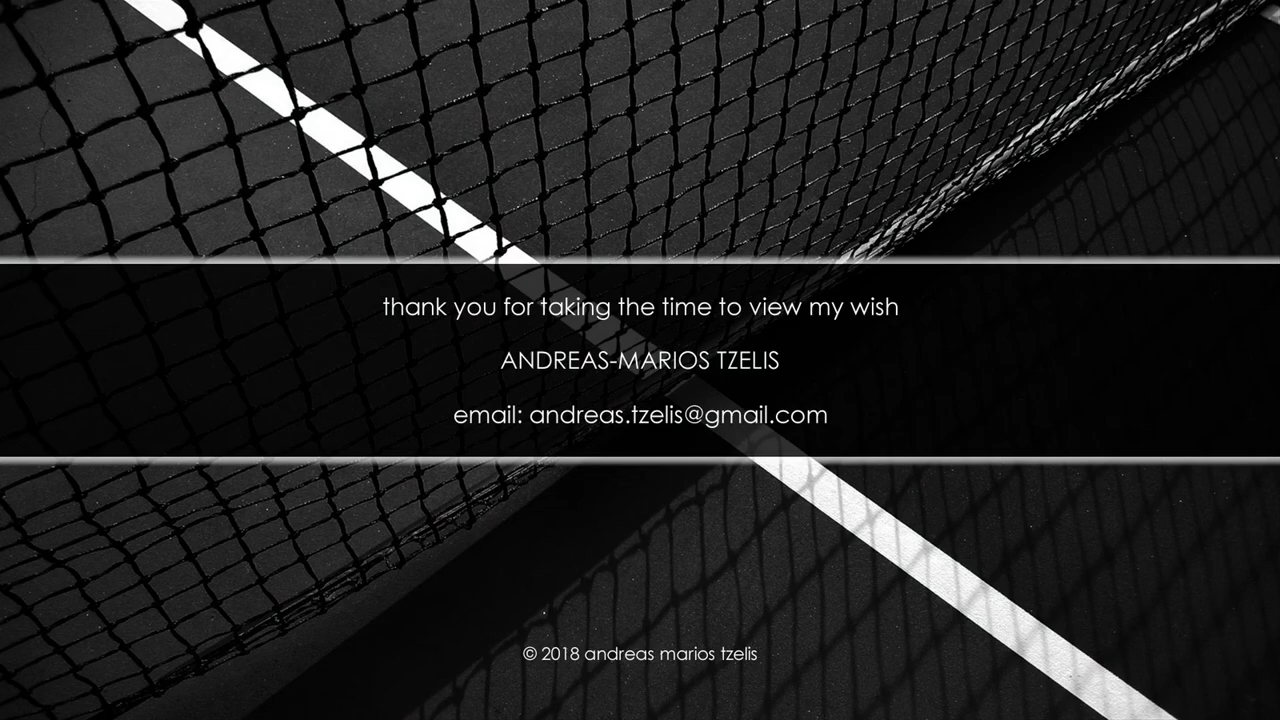 thank you for taking the time to view my wish
ANDREAS-MARIOS TZELIS
email: andreas.tzelis@gmail.com
© 2018 andreas marios tzelis